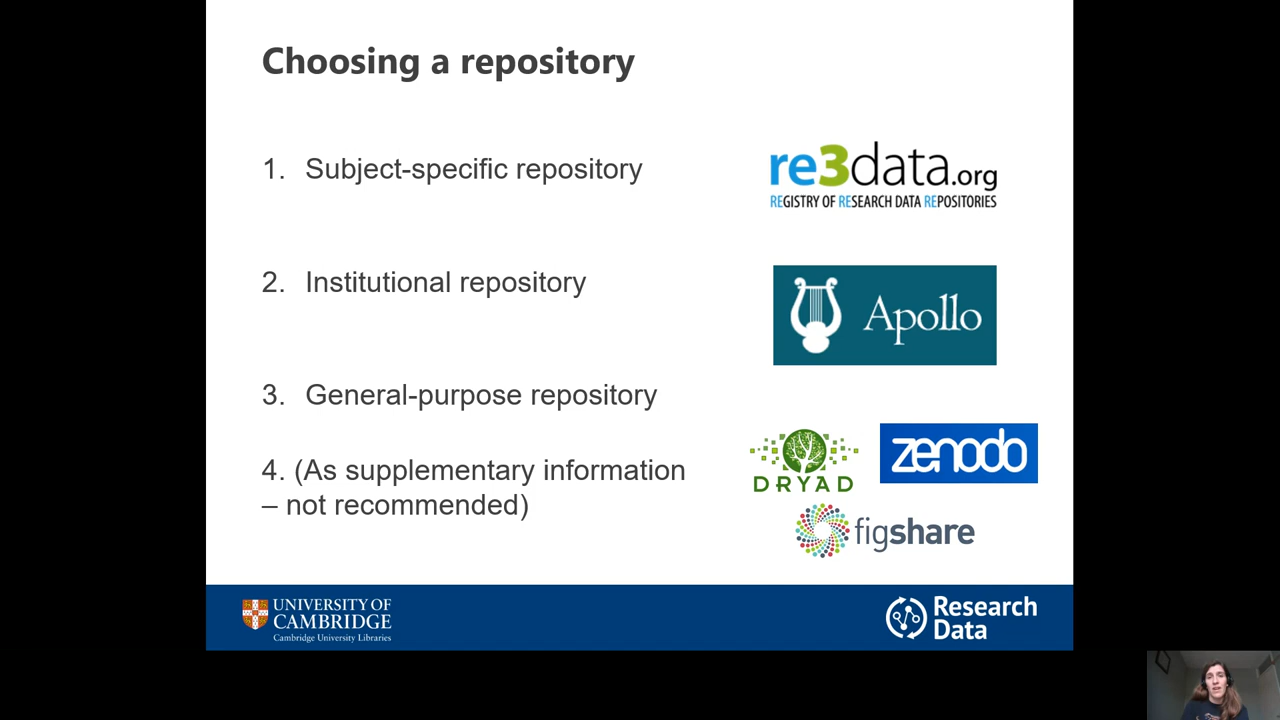 Choosing a repository
1. Subject-specific repository
re3data.org
REGISTRY OF RESEARCH DATA REPOSITORIES
2. Institutional repository
Apollo
3. General-purpose repository
4. (As supplementary information
– not recommended)
DRYAD
zenodo
figshare
UNIVERSITY OF
CAMBRIDGE
Cambridge University Libraries
Research
Data